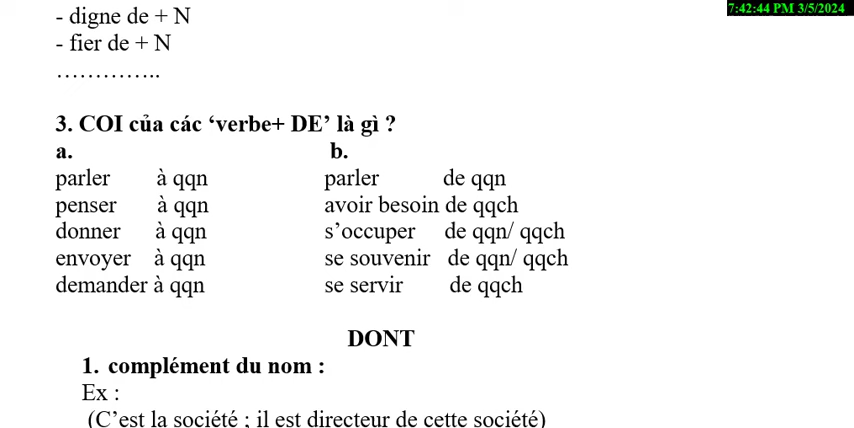 7:42:44 PM 3/5/2024
- digne de + N
- fier de + N
…………..
3. COI của các ‘verbe+ DE’ là gì ?
a. b.
parler à qqn parler de qqn
penser à qqn avoir besoin de qqch
donner à qqn s’occuper de qqn/ qqch
envoyer à qqn se souvenir de qqn/ qqch
demander à qqn se servir de qqch
DONT
1. complément du nom :
Ex :
(C’est la société ; il est directeur de cette société)